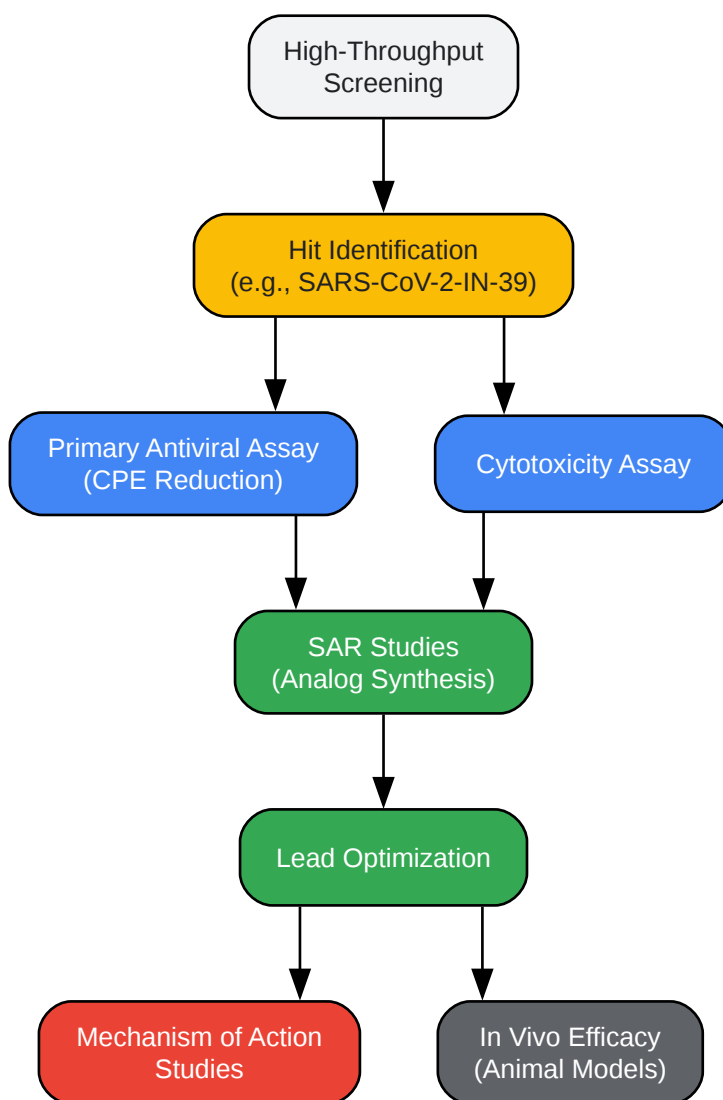 High-Throughput
Screening
Hit Identification
(e.g., SARS-CoV-2-IN-39)
Primary Antiviral Assay
(CPE Reduction)
Cytotoxicity Assay
SAR Studies
(Analog Synthesis)
Lead Optimization
Mechanism of Action
Studies
In Vivo Efficacy
(Animal Models)